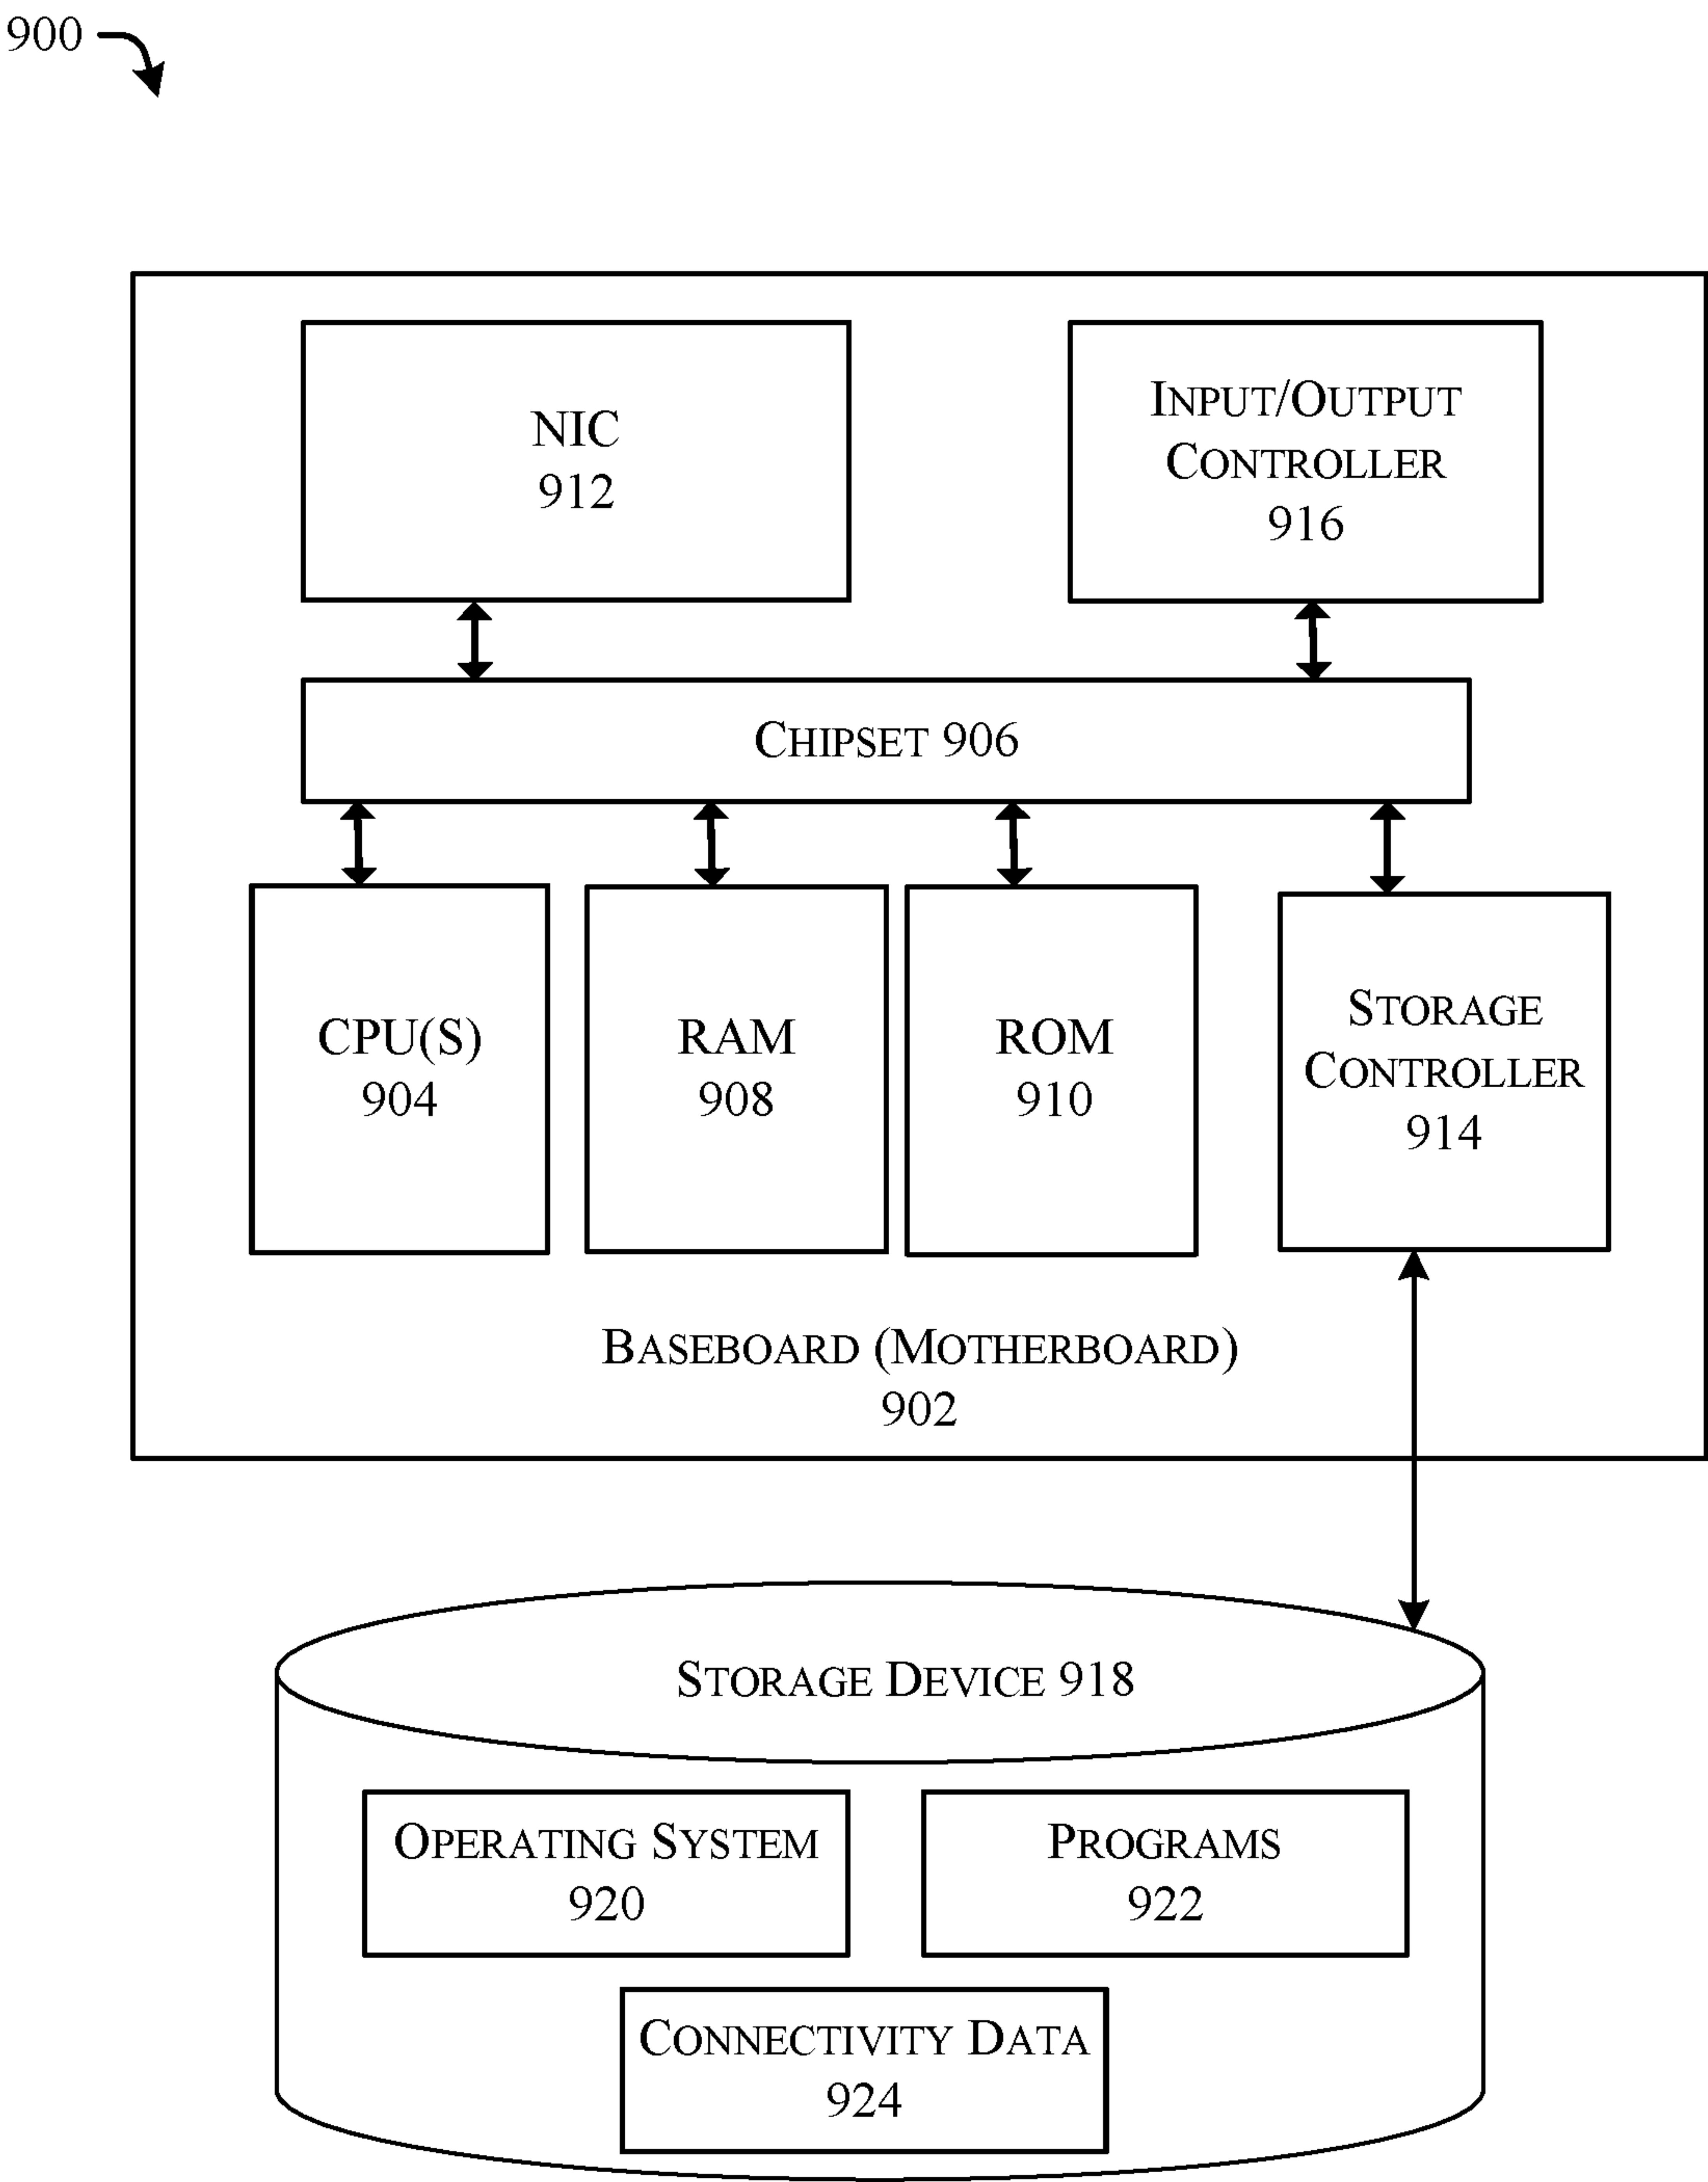 900
NIC
912
INPUT/OUTPUT
CONTROLLER
916
CHIPSET 906
CPU(S)
904
RAM
908
ROM
910
STORAGE
CONTROLLER
914
BASEBOARD (MOTHERBOARD)
902
STORAGE DEVICE 918
OPERATING SYSTEM
920
PROGRAMS
922
CONNECTIVITY DATA
924